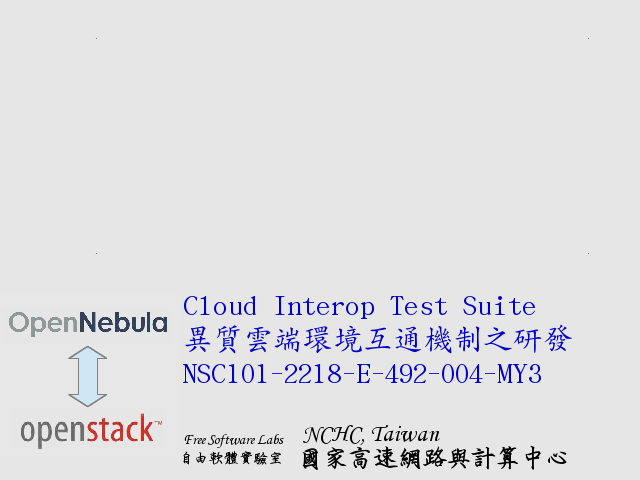 OpenNebula
openstack™
Cloud Interop Test Suite
異質雲端環境互通機制之研發
NSC101-2218-E-492-004-MY3
Free Software Labs
自由軟體實驗室
NCHC, Taiwan
國家高速網路與計算中心